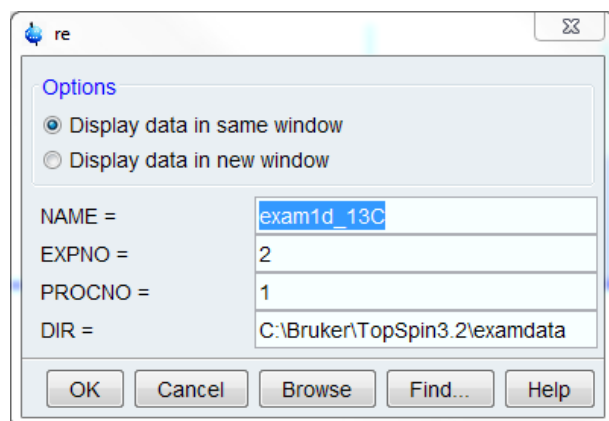 re
Options
Display data in same window
Display data in new window
NAME = exam1d_13C
EXPNO = 2
PROCNO = 1
DIR = C:\Bruker\TopSpin3.2\examdata
OK Cancel Browse Find... Help